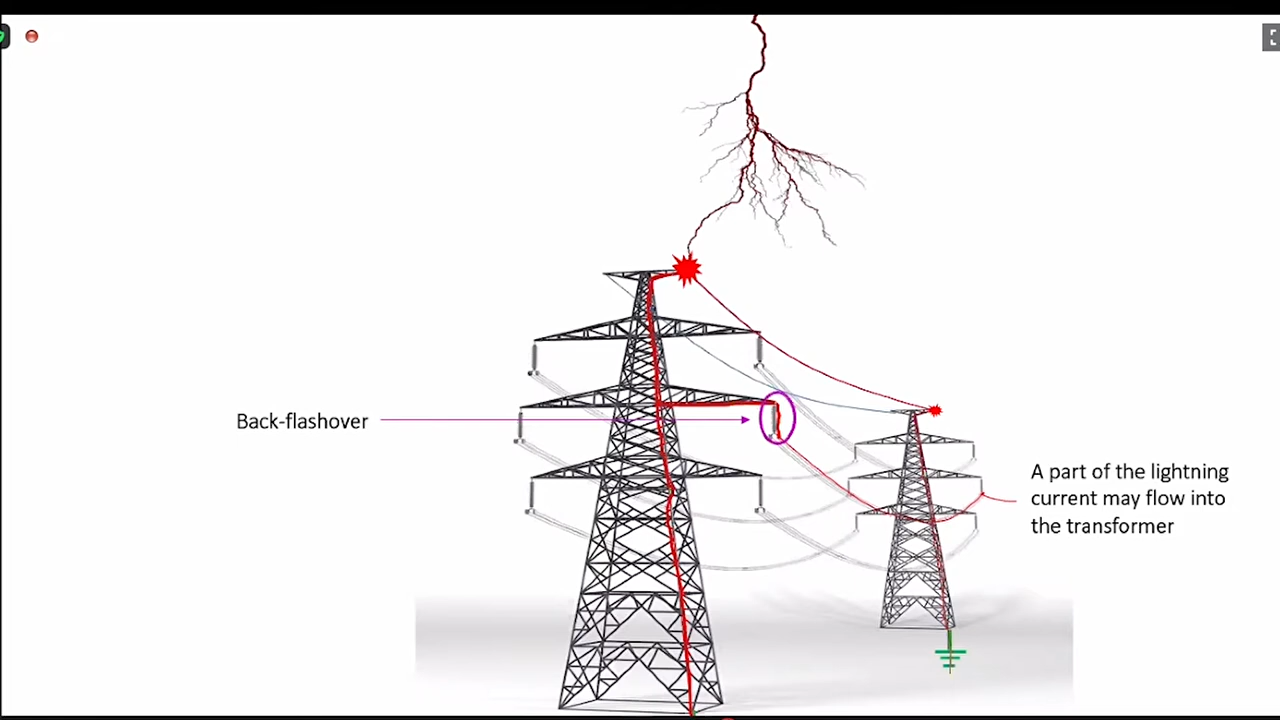 Back-flashover
A part of the lightning
current may flow into
the transformer